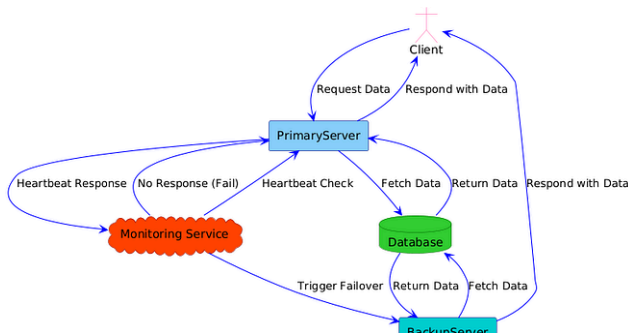 Client
Request Data
Respond with Data
PrimaryServer
Heartbeat Response
No Response (Fail)
Heartbeat Check
Fetch Data
Return Data
Respond with Data
Monitoring Service
Database
Trigger Failover
Return Data
Fetch Data
BackupServer